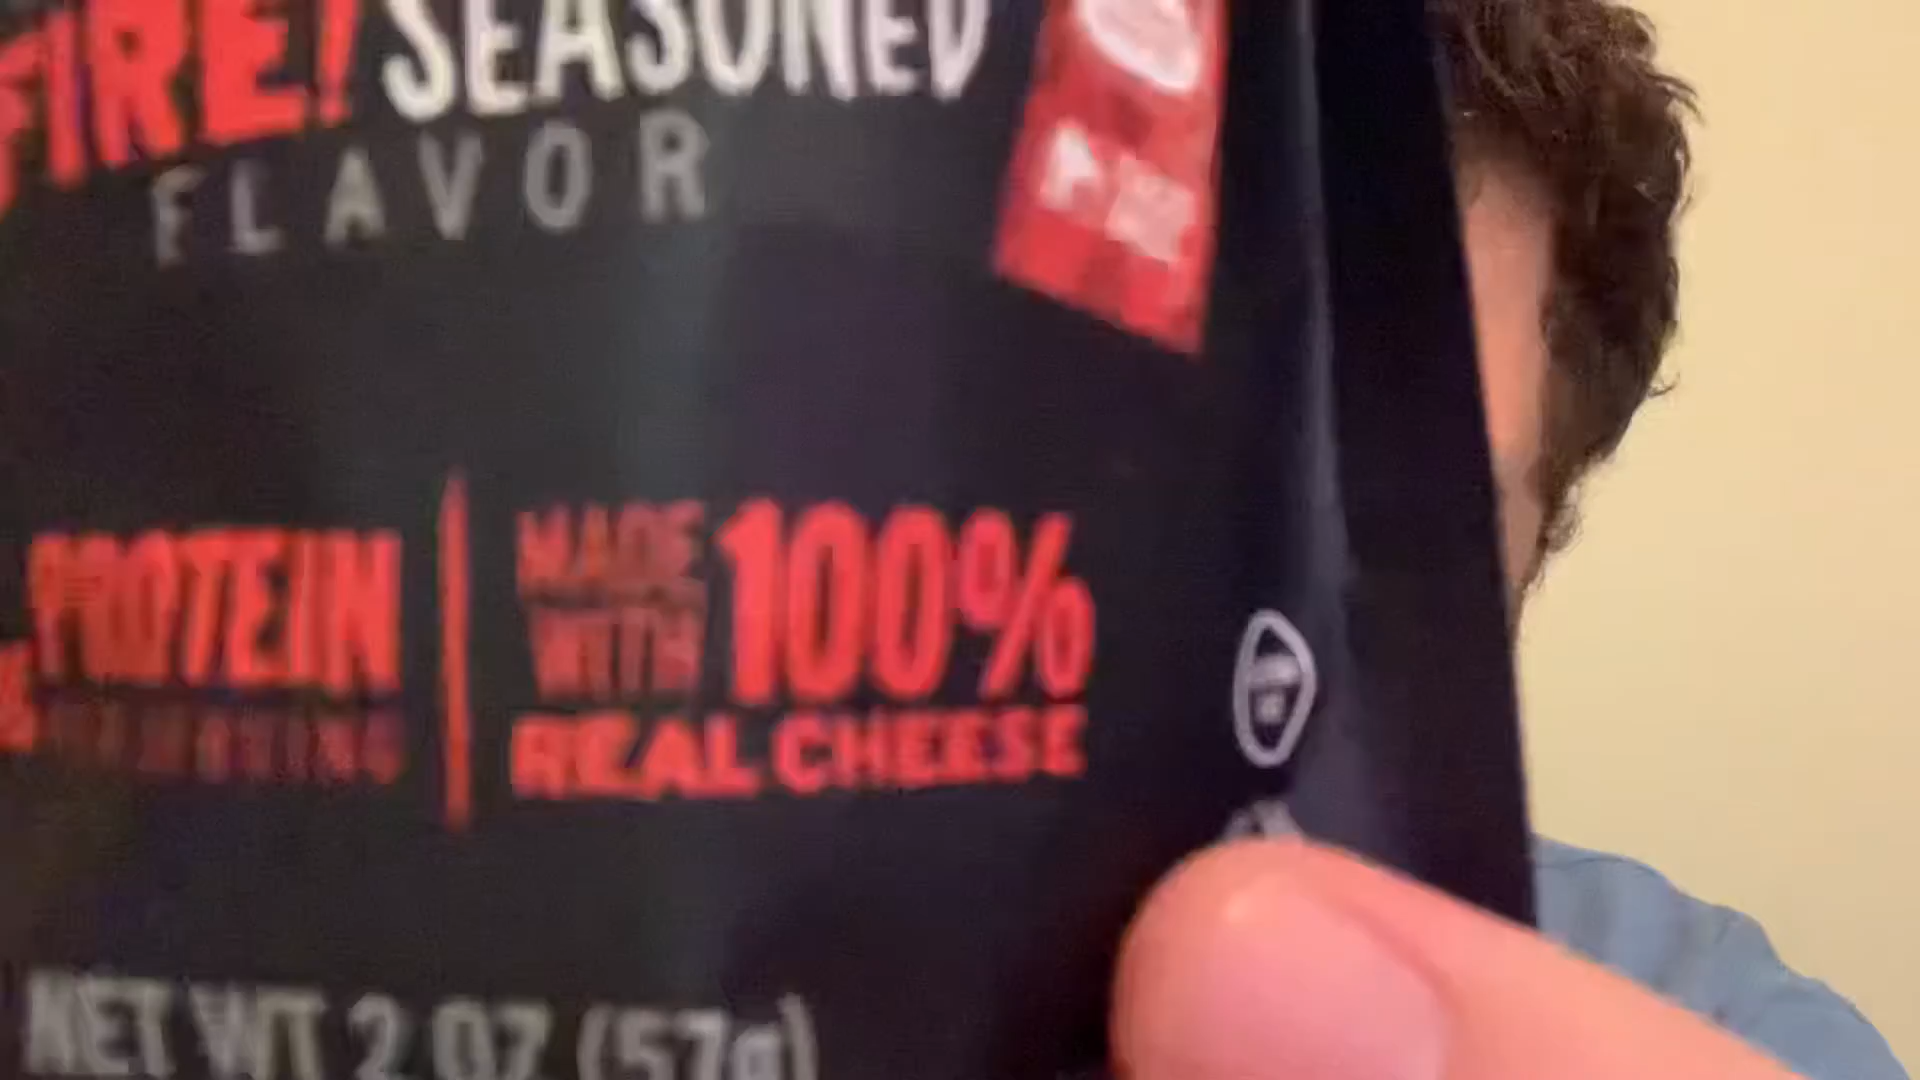 FIRE! SEASONED
FLAVOR
PROTEIN
MADE
WITH
100%
REAL CHEESE
NET WT 2 OZ (57g)